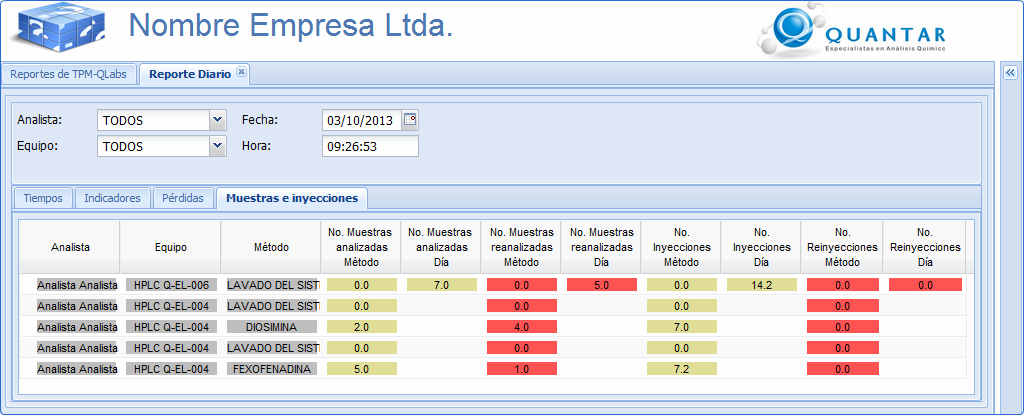 Nombre Empresa Ltda.
QUANTAR
Especialistas en Análisis Químico
Reportes de TPM-QLabs
Reporte Diario
Analista: TODOS Fecha: 03/10/2013
Equipo: TODOS Hora: 09:26:53
Tiempos Indicadores Pérdidas Muestras e inyecciones
Analista Equipo Método No. Muestras analizadas Método No. Muestras analizadas Día No. Muestras reanalizadas Método No. Muestras reanalizadas Día No. Inyecciones Método No. Inyecciones Día No. Reinyecciones Método No. Reinyecciones Día
Analista Analista HPLC Q-EL-006 LAVADO DEL SIST 0.0 7.0 0.0 5.0 0.0 14.2 0.0 0.0
Analista Analista HPLC Q-EL-004 0.0 0.0 0.0 0.0
Analista Analista HPLC Q-EL-004 DIOSIMINA 2.0 4.0 7.0 0.0
Analista Analista HPLC Q-EL-004 LAVADO DEL SIST 0.0 0.0 0.0 0.0
Analista Analista HPLC Q-EL-004 FEXOFENADINA 5.0 1.0 7.2 0.0